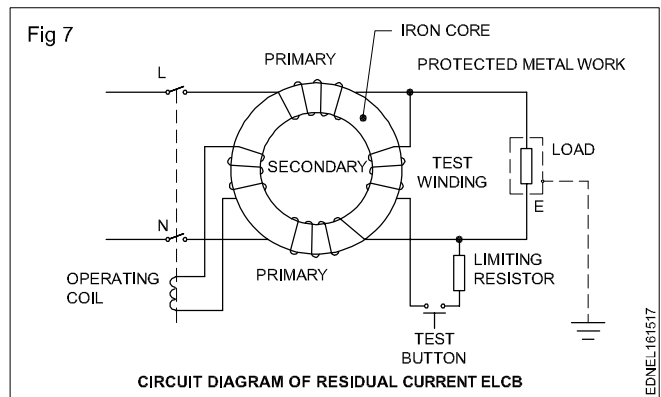 Fig 7
IRON CORE
PRIMARY
PROTECTED METAL WORK
L
LOAD
SECONDARY
TEST
WINDING
E
N
LIMITING
RESISTOR
OPERATING
COIL
PRIMARY
TEST
BUTTON
CIRCUIT DIAGRAM OF RESIDUAL CURRENT ELCB
EDNEL161517